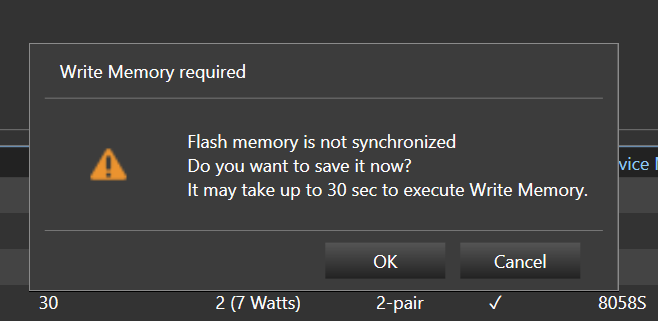 Write Memory required
Flash memory is not synchronized
Do you want to save it now?
It may take up to 30 sec to execute Write Memory.
OK Cancel
30 2 (7 Watts) 2-pair ✓ 8058S